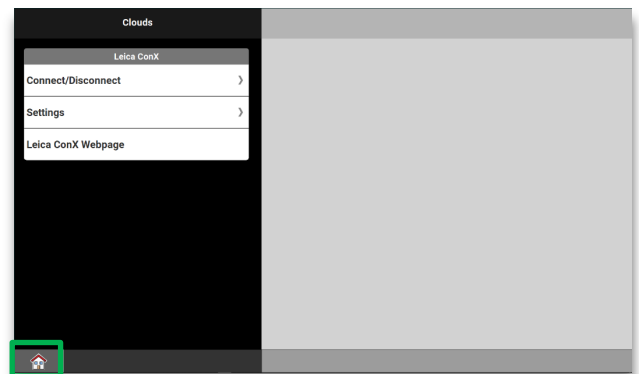 Clouds
Leica ConX
Connect/Disconnect
Settings
Leica ConX Webpage